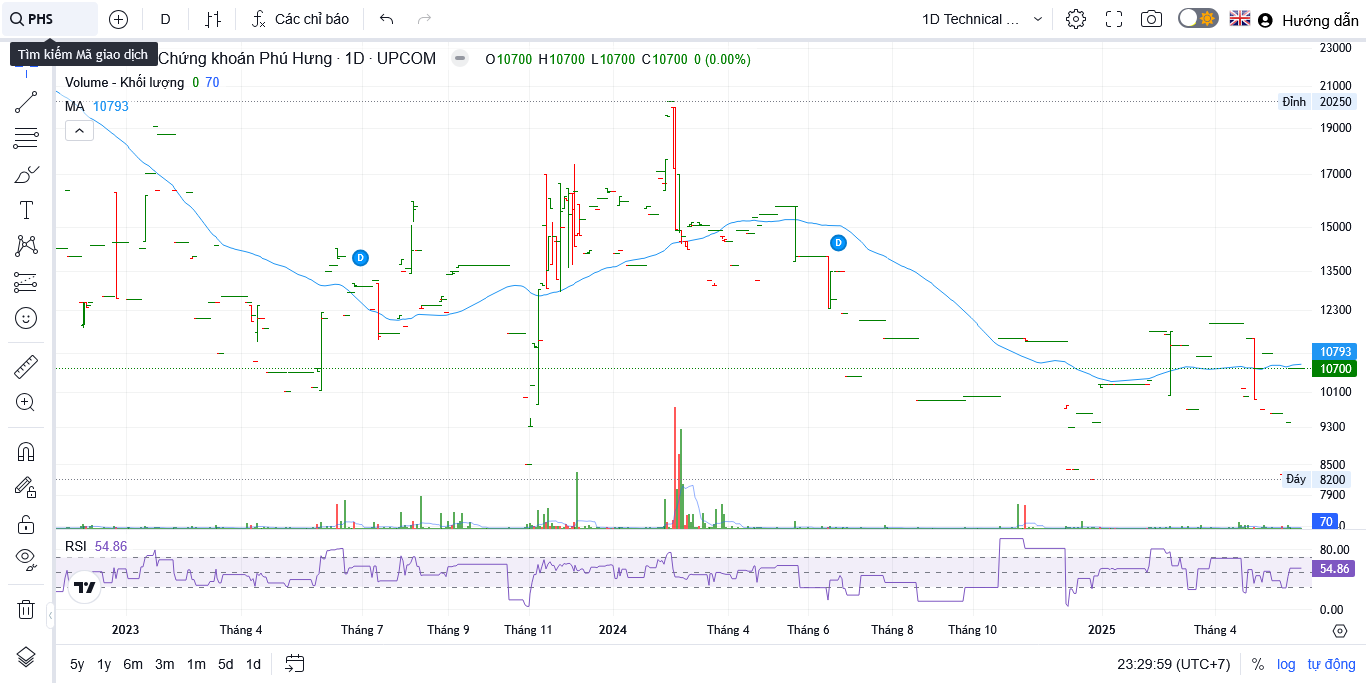 PHS
D
Các chỉ báo
1D Technical ...
Hướng dẫn
Tìm kiếm Mã giao dịch
Chứng khoán Phú Hưng · 1D · UPCOM
O10700 H10700 L10700 C10700 0 (0.00%)
Volume - Khối lượng 0 70
MA 10793
23000
21000
Đỉnh 20250
19000
17000
15000
13500
12300
10793
10700
10100
9300
8500
Đáy 8200
7900
70
D
D
RSI 54.86
80.00
54.86
0.00
2023 Tháng 4 Tháng 7 Tháng 9 Tháng 11 2024 Tháng 4 Tháng 6 Tháng 8 Tháng 10 2025 Tháng 4
5y 1y 6m 3m 1m 5d 1d
23:29:59 (UTC+7) % log tự động